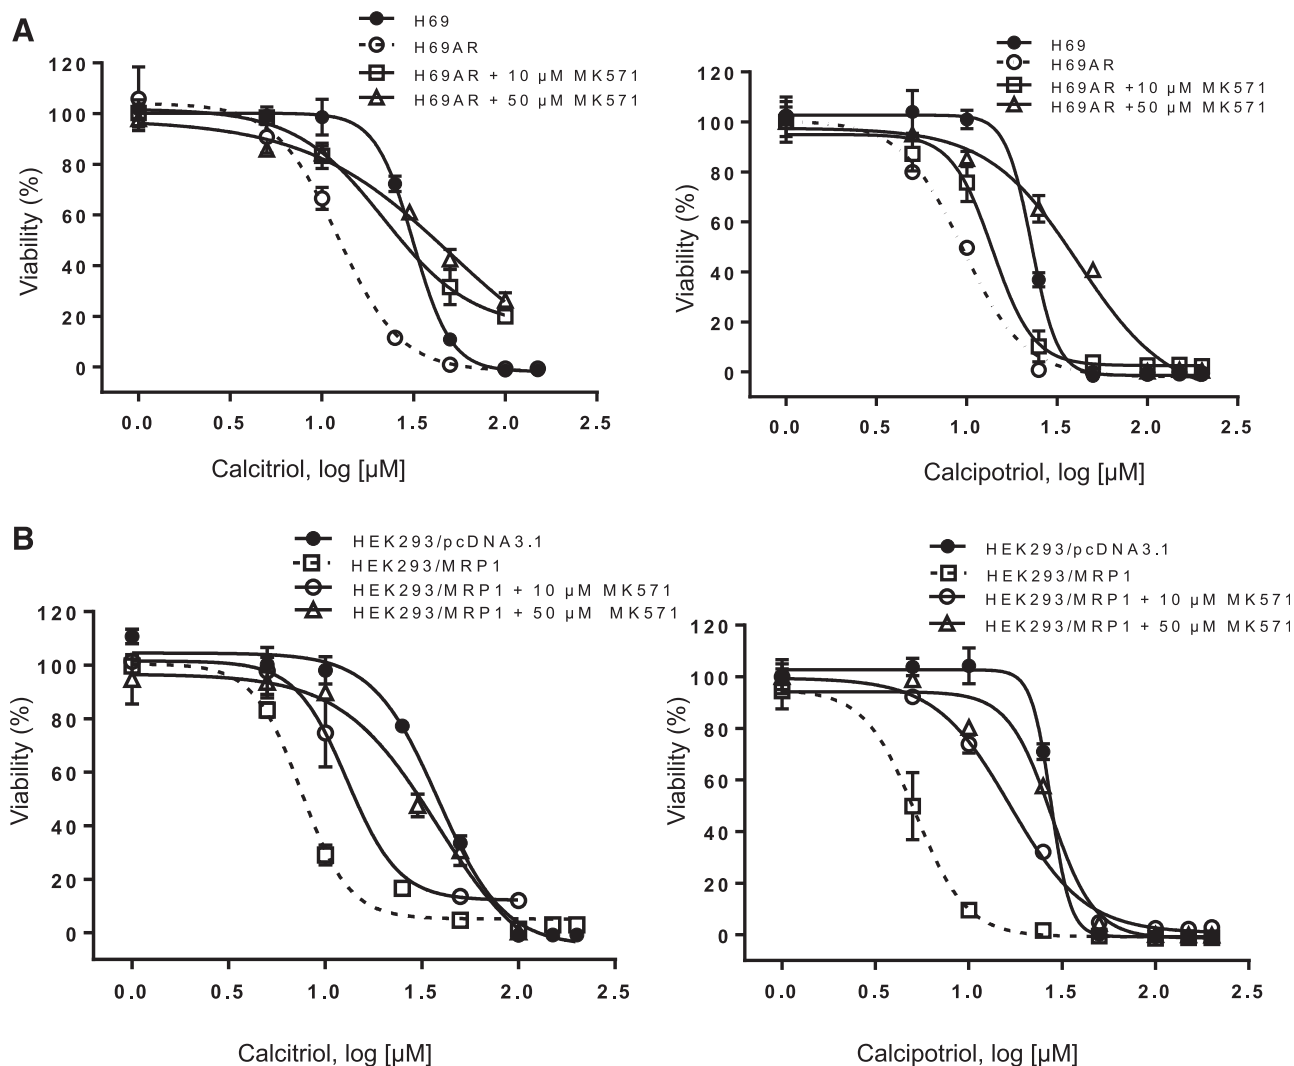 A
H69
H69AR
H69AR + 10 µM MK571
H69AR + 50 µM MK571
120
100
80
60
40
20
0
Viability (%)
0.0 0.5 1.0 1.5 2.0 2.5
Calcitriol, log [µM]
H69
H69AR
H69AR +10 µM MK571
H69AR +50 µM MK571
120
100
80
60
40
20
0
Viability (%)
0.0 0.5 1.0 1.5 2.0 2.5
Calcipotriol, log [µM]
B
HEK293/pcDNA3.1
HEK293/MRP1
HEK293/MRP1 + 10 µM MK571
HEK293/MRP1 + 50 µM MK571
120
100
80
60
40
20
0
Viability (%)
0.0 0.5 1.0 1.5 2.0 2.5
Calcitriol, log [µM]
HEK293/pcDNA3.1
HEK293/MRP1
HEK293/MRP1 + 10 µM MK571
HEK293/MRP1 + 50 µM MK571
120
100
80
60
40
20
0
Viability (%)
0.0 0.5 1.0 1.5 2.0 2.5
Calcipotriol, log [µM]